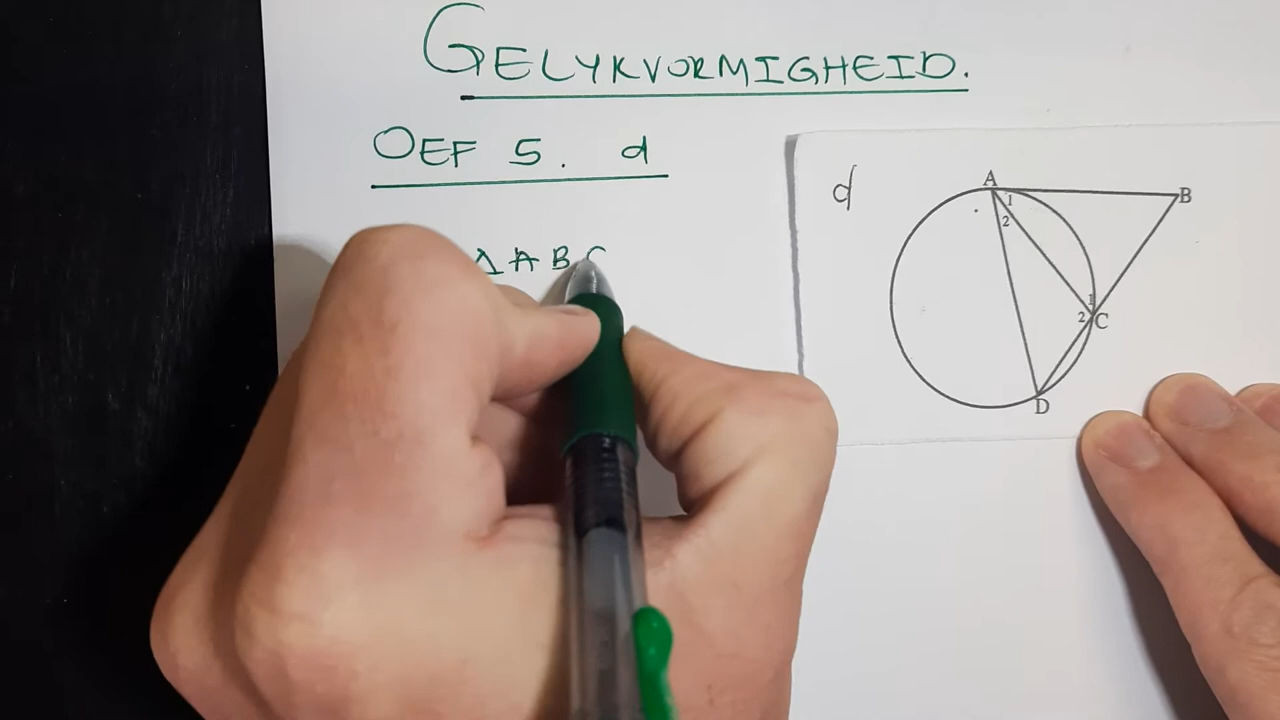 GELYKVORMIGHEID.
OEF 5. d
Δ A B C
d
A
B
1
2
1
2
C
D